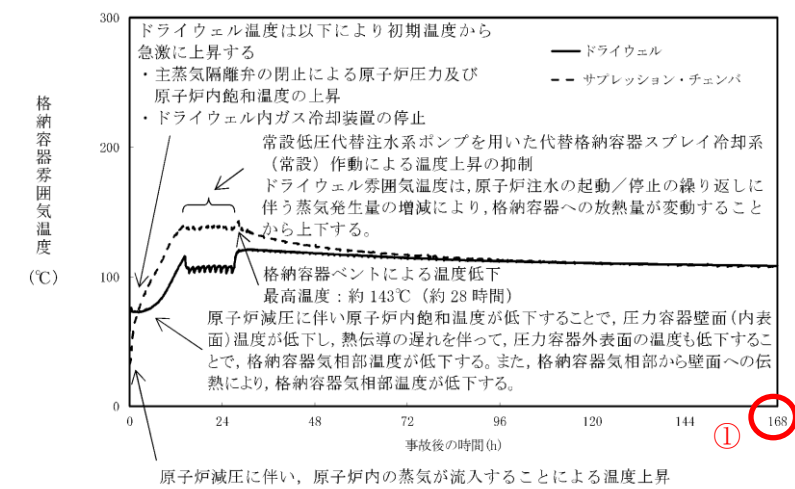 300
200
100
0
格納容器雰囲気温度
(℃)
ドライウェル温度は以下により初期温度から
急激に上昇する
・主蒸気隔離弁の閉止による原子炉圧力及び
原子炉内飽和温度の上昇
・ドライウェル内ガス冷却装置の停止
ドライウェル
サプレッション・チェンバ
常設低圧代替注水系ポンプを用いた代替格納容器スプレイ冷却系
(常設)作動による温度上昇の抑制
ドライウェル雰囲気温度は,原子炉注水の起動/停止の繰り返しに
伴う蒸気発生量の増減により,格納容器への放熱量が変動すること
から上下する。
格納容器ベントによる温度低下
最高温度:約 143℃(約 28 時間)
原子炉減圧に伴い原子炉内飽和温度が低下することで,圧力容器壁面(内表
面)温度が低下し,熱伝導の遅れを伴って,圧力容器外表面の温度も低下するこ
とで,格納容器気相部温度が低下する。また,格納容器気相部から壁面への伝
熱により,格納容器気相部温度が低下する。
0 24 48 72 96 120 144 168
①
事故後の時間(h)
原子炉減圧に伴い,原子炉内の蒸気が流入することによる温度上昇